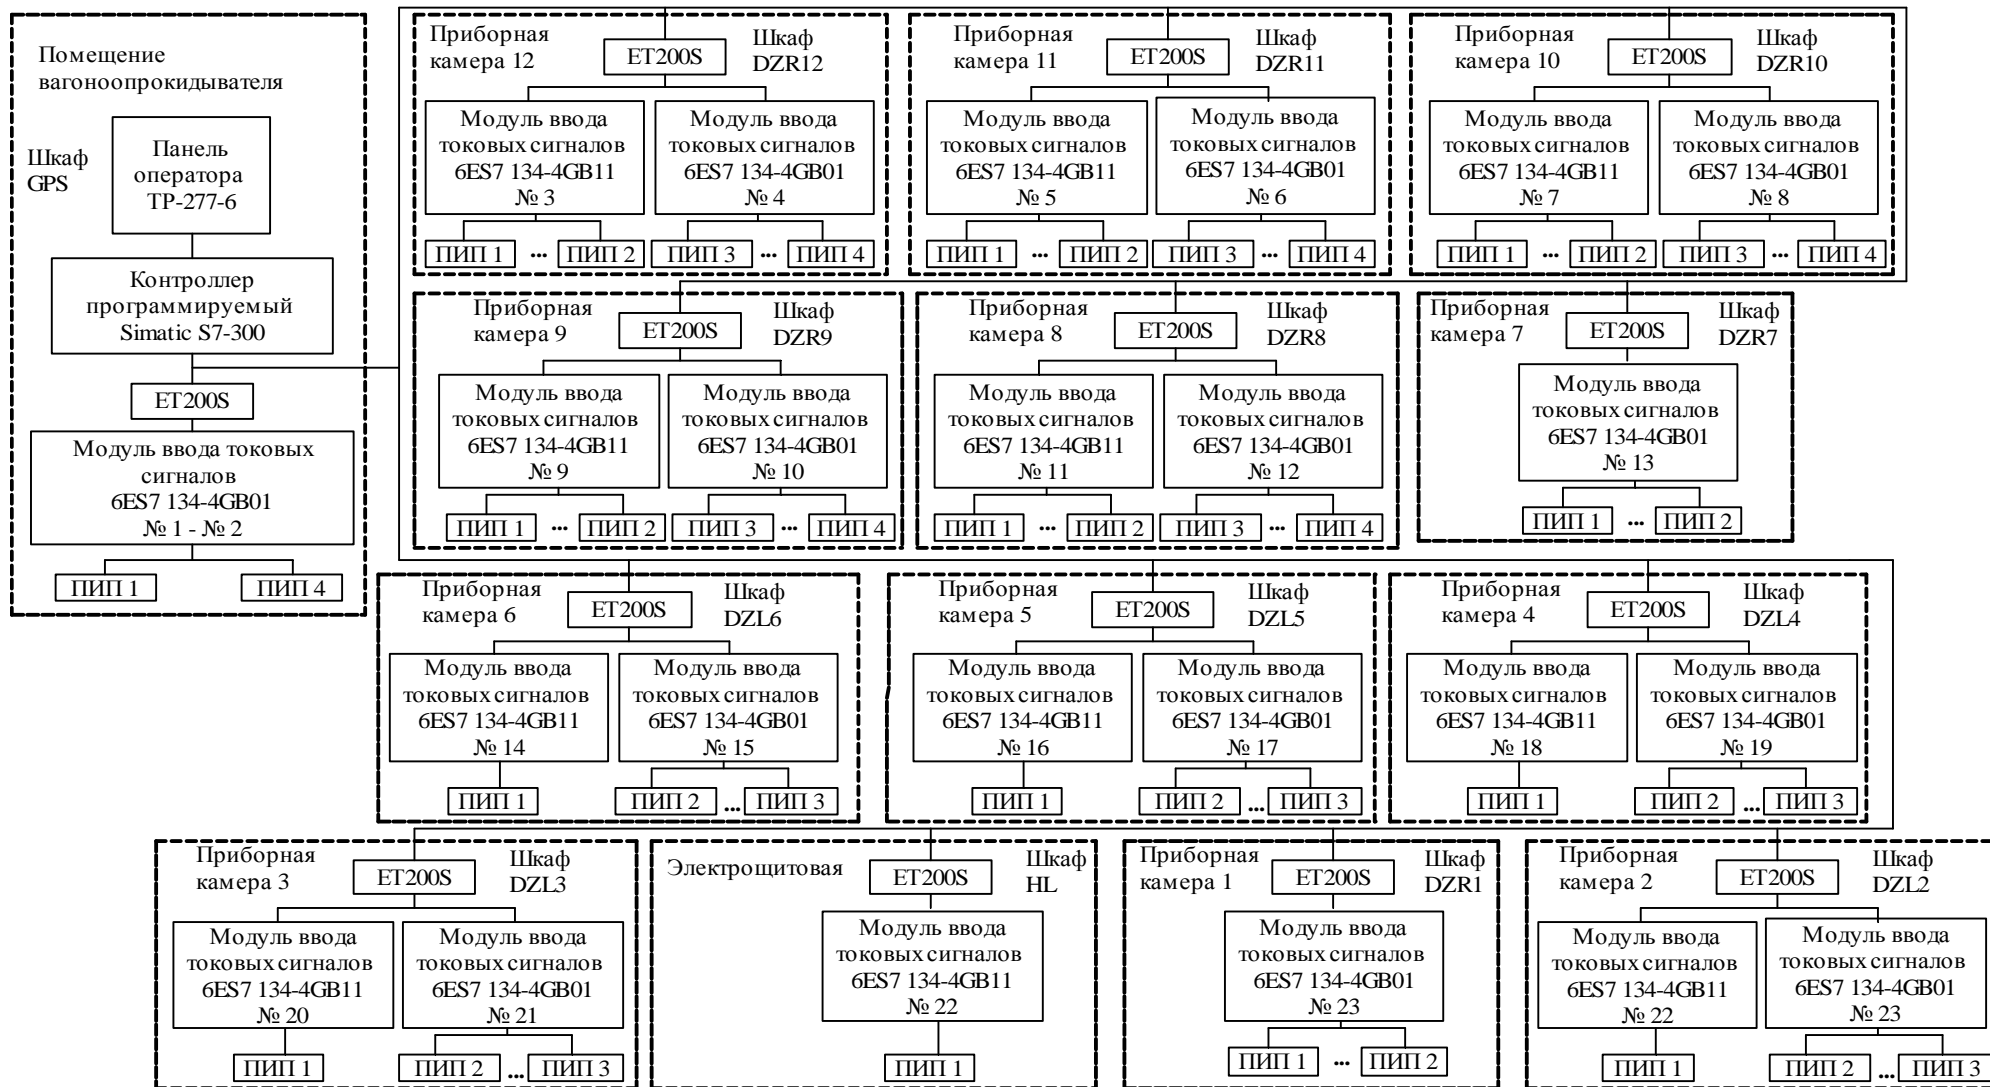 Помещение
вагоноопрокидывателя
Шкаф
GPS
Панель
оператора
TP-277-6
Контроллер
программируемый
Simatic S7-300
ET200S
Модуль ввода токовых
сигналов
6ES7 134-4GB01
№ 1 - № 2
ПИП 1
ПИП 4
Приборная
камера 12
ET200S
Шкаф
DZR12
Модуль ввода
токовых сигналов
6ES7 134-4GB11
№ 3
Модуль ввода
токовых сигналов
6ES7 134-4GB01
№ 4
ПИП 1 ... ПИП 2
ПИП 3 ... ПИП 4
Приборная
камера 11
ET200S
Шкаф
DZR11
Модуль ввода
токовых сигналов
6ES7 134-4GB11
№ 5
Модуль ввода
токовых сигналов
6ES7 134-4GB01
№ 6
ПИП 1 ... ПИП 2
ПИП 3 ... ПИП 4
Приборная
камера 10
ET200S
Шкаф
DZR10
Модуль ввода
токовых сигналов
6ES7 134-4GB11
№ 7
Модуль ввода
токовых сигналов
6ES7 134-4GB01
№ 8
ПИП 1 ... ПИП 2
ПИП 3 ... ПИП 4
Приборная
камера 9
ET200S
Шкаф
DZR9
Модуль ввода
токовых сигналов
6ES7 134-4GB11
№ 9
Модуль ввода
токовых сигналов
6ES7 134-4GB01
№ 10
ПИП 1 ... ПИП 2
ПИП 3 ... ПИП 4
Приборная
камера 8
ET200S
Шкаф
DZR8
Модуль ввода
токовых сигналов
6ES7 134-4GB11
№ 11
Модуль ввода
токовых сигналов
6ES7 134-4GB01
№ 12
ПИП 1 ... ПИП 2
ПИП 3 ... ПИП 4
Приборная
камера 7
ET200S
Шкаф
DZR7
Модуль ввода
токовых сигналов
6ES7 134-4GB01
№ 13
ПИП 1 ... ПИП 2
Приборная
камера 6
ET200S
Шкаф
DZL6
Модуль ввода
токовых сигналов
6ES7 134-4GB11
№ 14
Модуль ввода
токовых сигналов
6ES7 134-4GB01
№ 15
ПИП 1
ПИП 2 ... ПИП 3
Приборная
камера 5
ET200S
Шкаф
DZL5
Модуль ввода
токовых сигналов
6ES7 134-4GB11
№ 16
Модуль ввода
токовых сигналов
6ES7 134-4GB01
№ 17
ПИП 1
ПИП 2 ... ПИП 3
Приборная
камера 4
ET200S
Шкаф
DZL4
Модуль ввода
токовых сигналов
6ES7 134-4GB11
№ 18
Модуль ввода
токовых сигналов
6ES7 134-4GB01
№ 19
ПИП 1
ПИП 2 ... ПИП 3
Приборная
камера 3
ET200S
Шкаф
DZL3
Модуль ввода
токовых сигналов
6ES7 134-4GB11
№ 20
Модуль ввода
токовых сигналов
6ES7 134-4GB01
№ 21
ПИП 1
ПИП 2 ... ПИП 3
Электрощитовая
ET200S
Шкаф
HL
Модуль ввода
токовых сигналов
6ES7 134-4GB11
№ 22
ПИП 1
Приборная
камера 1
ET200S
Шкаф
DZR1
Модуль ввода
токовых сигналов
6ES7 134-4GB01
№ 23
ПИП 1 ... ПИП 2
Приборная
камера 2
ET200S
Шкаф
DZL2
Модуль ввода
токовых сигналов
6ES7 134-4GB11
№ 22
Модуль ввода
токовых сигналов
6ES7 134-4GB01
№ 23
ПИП 1
ПИП 2 ... ПИП 3